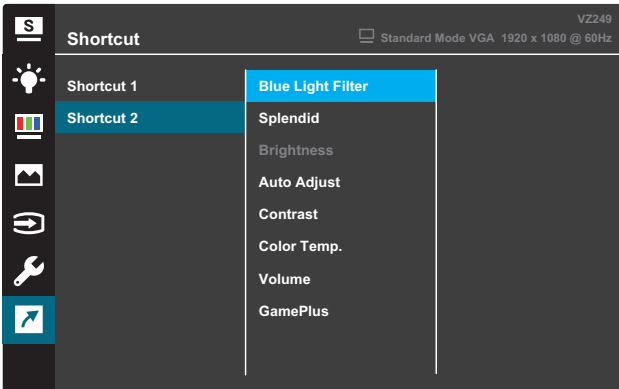 S
VZ249
Shortcut
Standard Mode VGA 1920 x 1080 @ 60Hz
Shortcut 1
Blue Light Filter
Shortcut 2
Splendid
Brightness
Auto Adjust
Contrast
Color Temp.
Volume
GamePlus